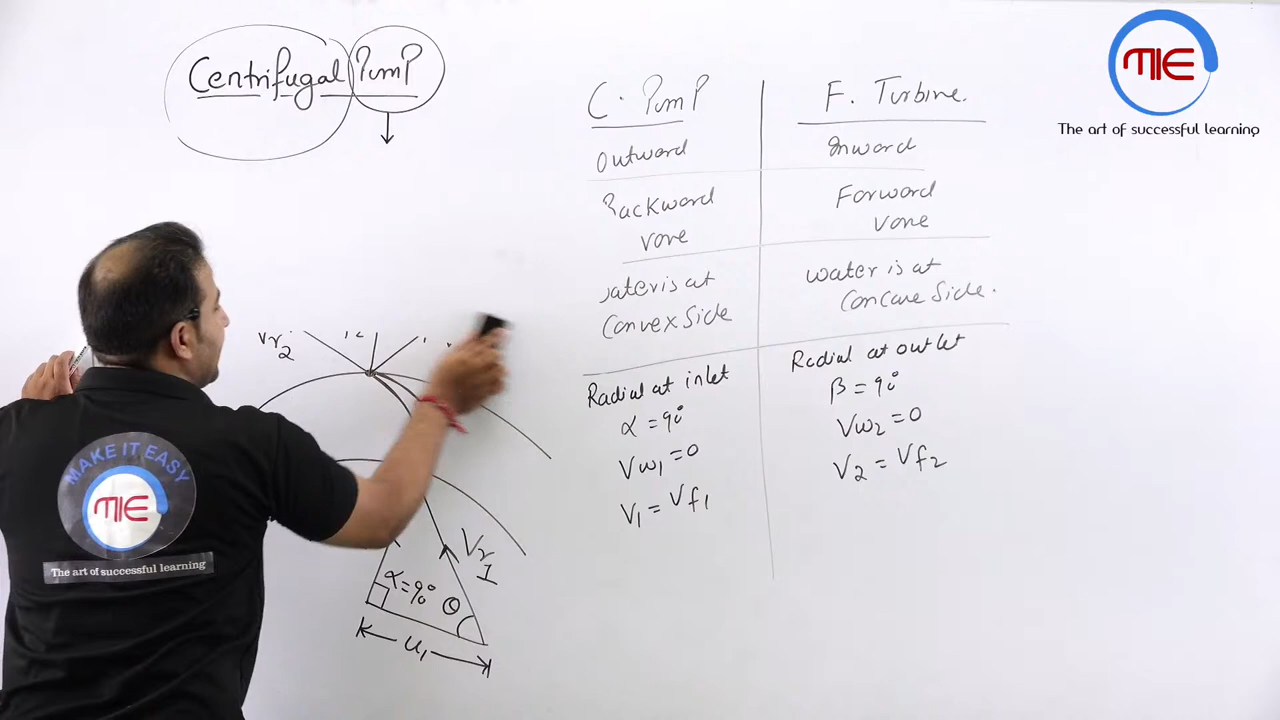 Centrifugal PumP
MIE
The art of successful learning
C. PumP
F. Turbine.
Outward
Inward
Backward
vane
Forward
Vane
water is at
Convex Side
water is at
Concave Side.
Radial at inlet
α = 90°
Vw1 = 0
V1 = Vf1
Radial at outlet
β = 90°
Vw2 = 0
V2 = Vf2
Vr2
Vr1
α = 90°
θ
u1
MAKE IT EASY
MIE
The art of successful learning